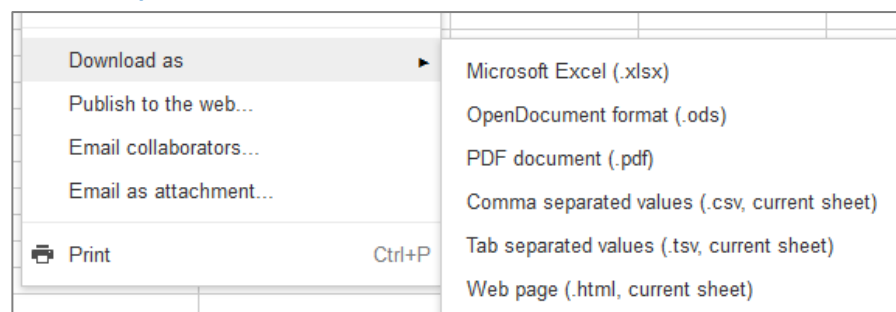 Download as
Publish to the web...
Email collaborators...
Email as attachment...
Print Ctrl+P
Microsoft Excel (.xlsx)
OpenDocument format (.ods)
PDF document (.pdf)
Comma separated values (.csv, current sheet)
Tab separated values (.tsv, current sheet)
Web page (.html, current sheet)